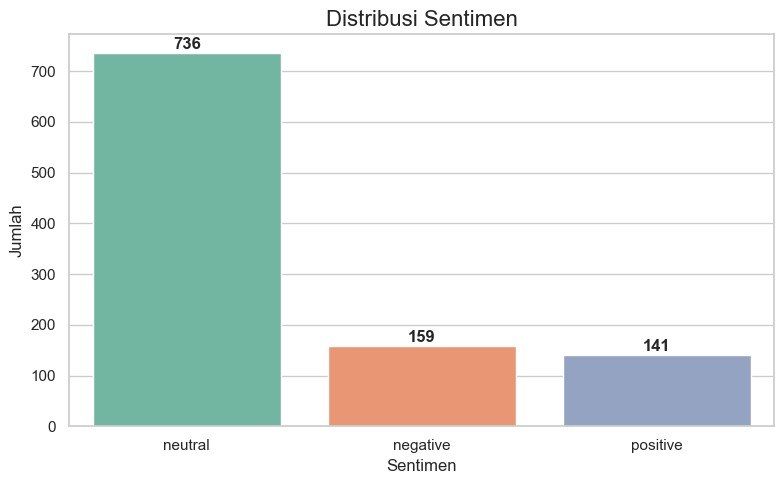 Distribusi Sentimen
736
700
600
500
400
300
200
100
0
159
141
Jumlah
neutral
negative
positive
Sentimen